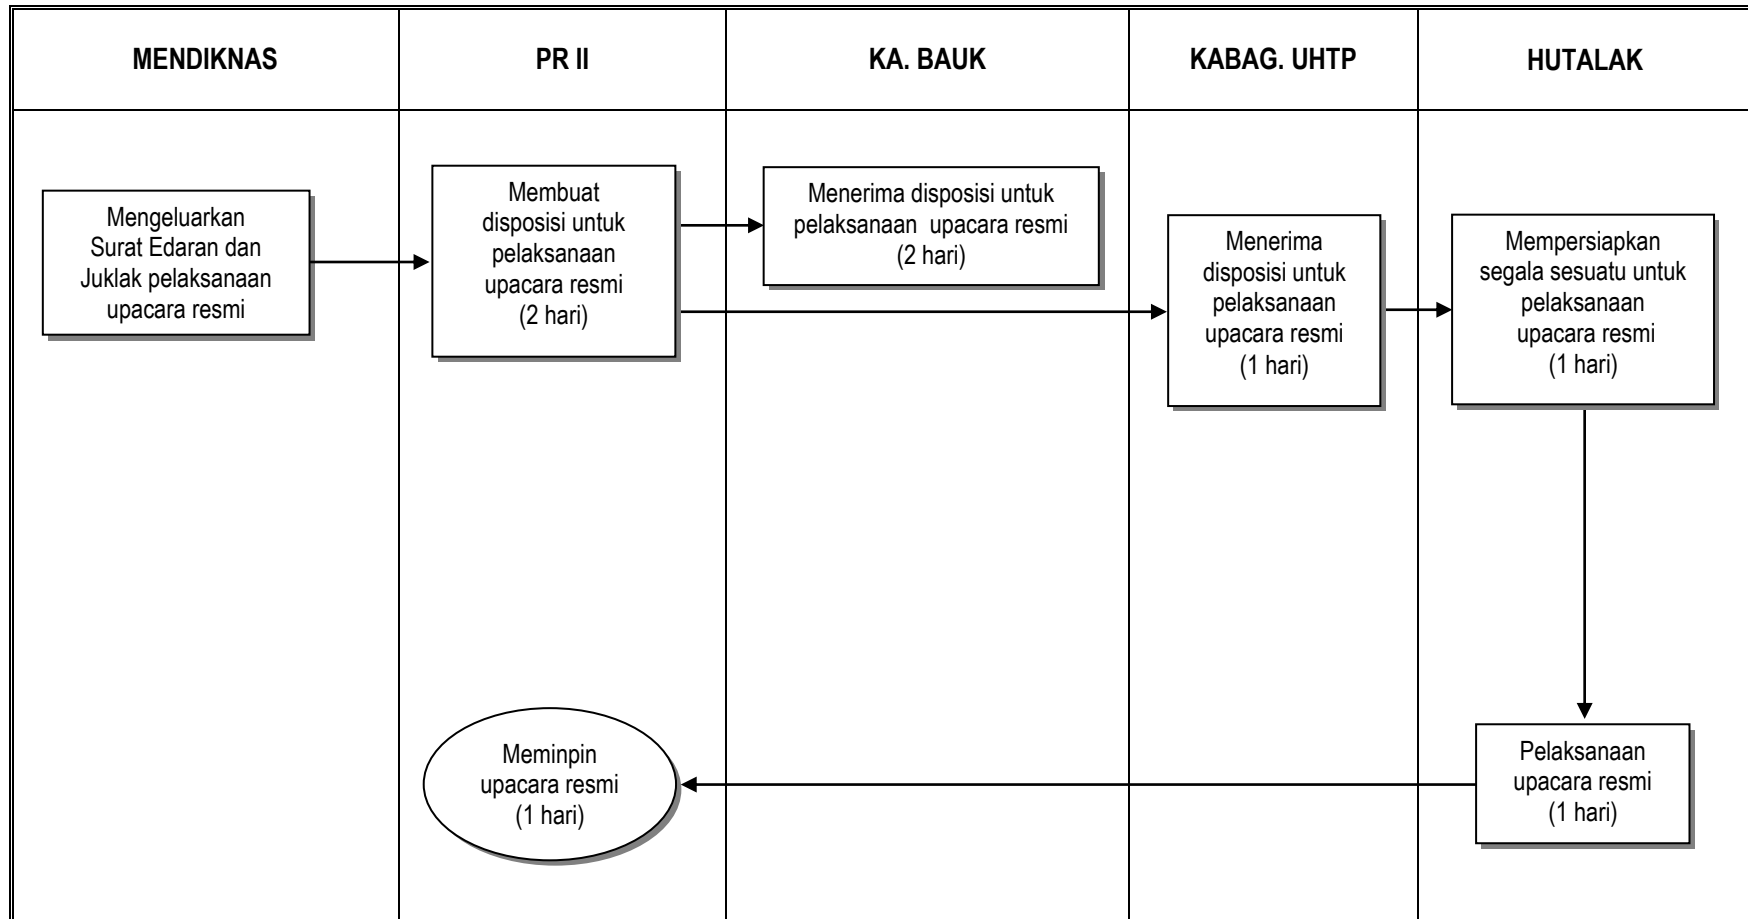 MENDIKNAS
PR II
KA. BAUK
KABAG. UHTP
HUTALAK
Mengeluarkan
Surat Edaran dan
Juklak pelaksanaan
upacara resmi
Membuat
disposisi untuk
pelaksanaan
upacara resmi
(2 hari)
Menerima disposisi untuk
pelaksanaan  upacara resmi
(2 hari)
Menerima
disposisi untuk
pelaksanaan
upacara resmi
(1 hari)
Mempersiapkan
segala sesuatu untuk
pelaksanaan
upacara resmi
(1 hari)
Meminpin
upacara resmi
(1 hari)
Pelaksanaan
upacara resmi
(1 hari)